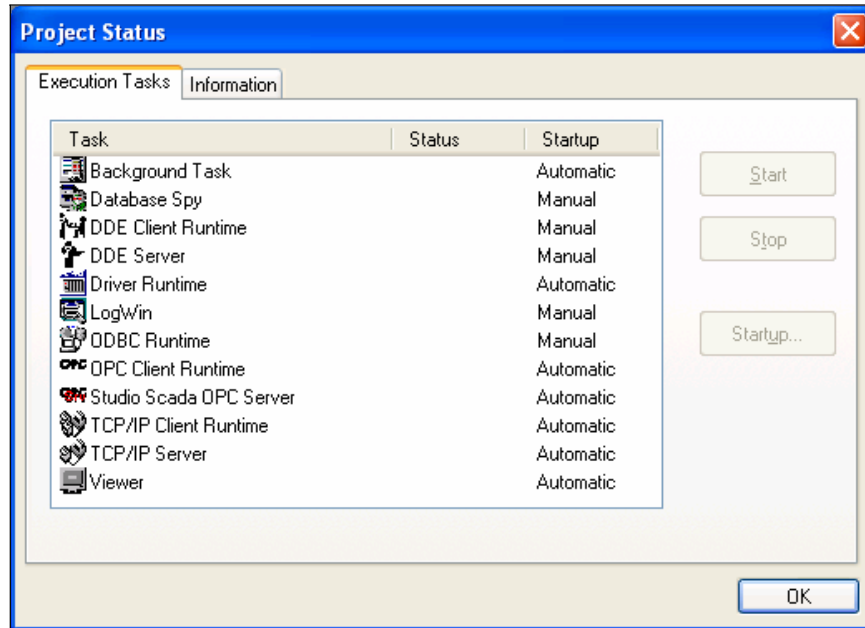 Project Status
Execution Tasks Information
Task Status Startup
Background Task Automatic
Database Spy Manual
DDE Client Runtime Manual
DDE Server Manual
Driver Runtime Automatic
LogWin Manual
ODBC Runtime Manual
OPC OPC Client Runtime Automatic
Studio Scada OPC Server Automatic
TCP/IP Client Runtime Automatic
TCP/IP Server Automatic
Viewer Automatic
Start
Stop
Startup...
OK